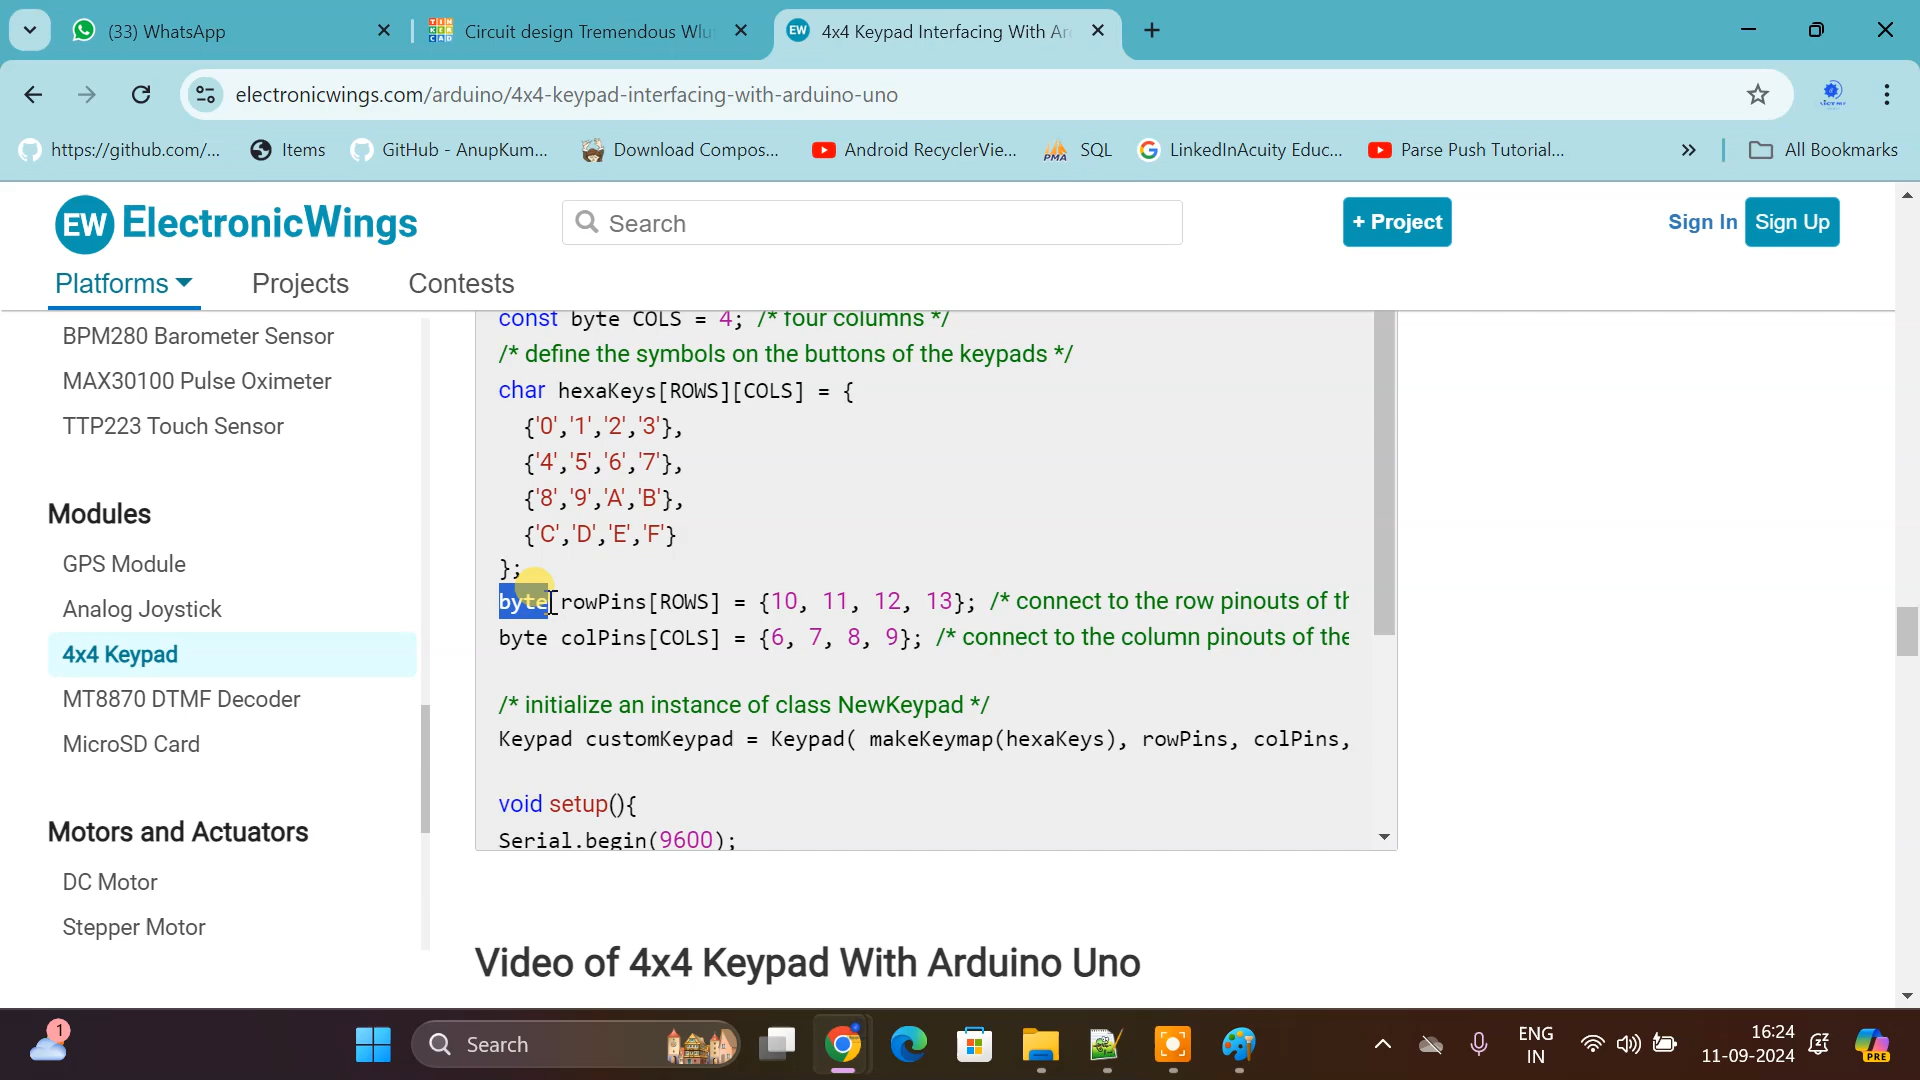 (33) WhatsApp
Circuit design Tremendous Wlu
4x4 Keypad Interfacing With Ar
electronicwings.com/arduino/4x4-keypad-interfacing-with-arduino-uno
https://github.com/...
Items
GitHub - AnupKum...
Download Compos...
Android RecyclerVie...
SQL
LinkedInAcuity Educ...
Parse Push Tutorial...
»
All Bookmarks
EW ElectronicWings
Search
+ Project
Sign In
Sign Up
Platforms
Projects
Contests
BPM280 Barometer Sensor
MAX30100 Pulse Oximeter
TTP223 Touch Sensor
Modules
GPS Module
Analog Joystick
4x4 Keypad
MT8870 DTMF Decoder
MicroSD Card
Motors and Actuators
DC Motor
Stepper Motor
const byte COLS = 4; /* four columns */
/* define the symbols on the buttons of the keypads */
char hexaKeys[ROWS][COLS] = {
{'0','1','2','3'},
{'4','5','6','7'},
{'8','9','A','B'},
{'C','D','E','F'}
};
byte rowPins[ROWS] = {10, 11, 12, 13}; /* connect to the row pinouts of th
byte colPins[COLS] = {6, 7, 8, 9}; /* connect to the column pinouts of the
/* initialize an instance of class NewKeypad */
Keypad customKeypad = Keypad( makeKeymap(hexaKeys), rowPins, colPins,
void setup(){
Serial.begin(9600);
Video of 4x4 Keypad With Arduino Uno
1
Search
ENG
IN
16:24
11-09-2024
PRE